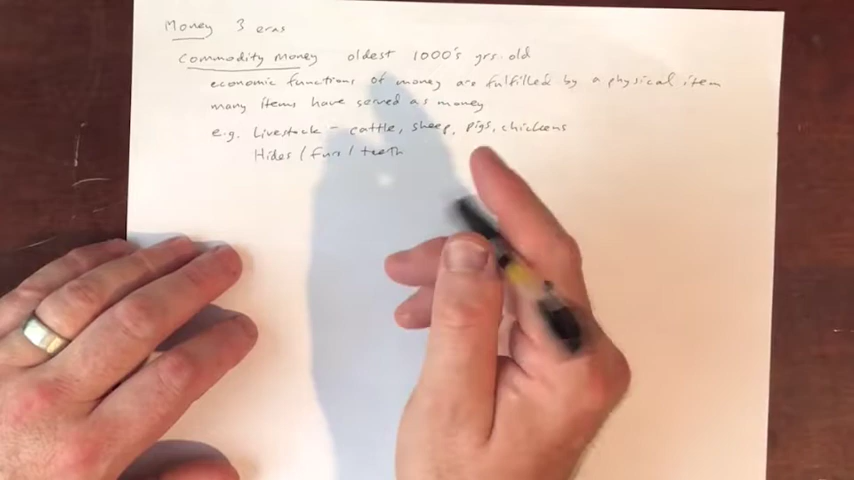 Money 3 eras
Commodity Money oldest 1000's yrs. old
economic functions of money are fulfilled by a physical item
many items have served as money
e.g. Livestock - cattle, sheep, pigs, chickens
Hides / furs / teeth